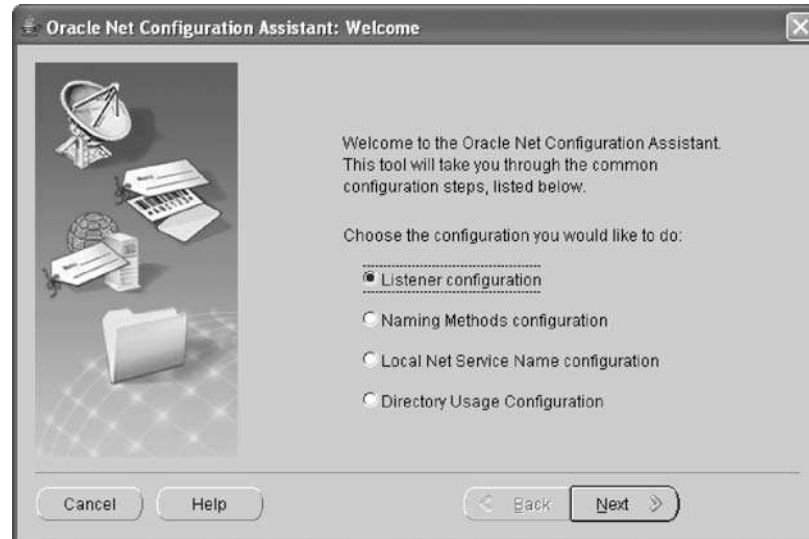 Oracle Net Configuration Assistant: Welcome
Welcome to the Oracle Net Configuration Assistant.
This tool will take you through the common
configuration steps, listed below.
Choose the configuration you would like to do:
Listener configuration
Naming Methods configuration
Local Net Service Name configuration
Directory Usage Configuration
Cancel
Help
Back
Next